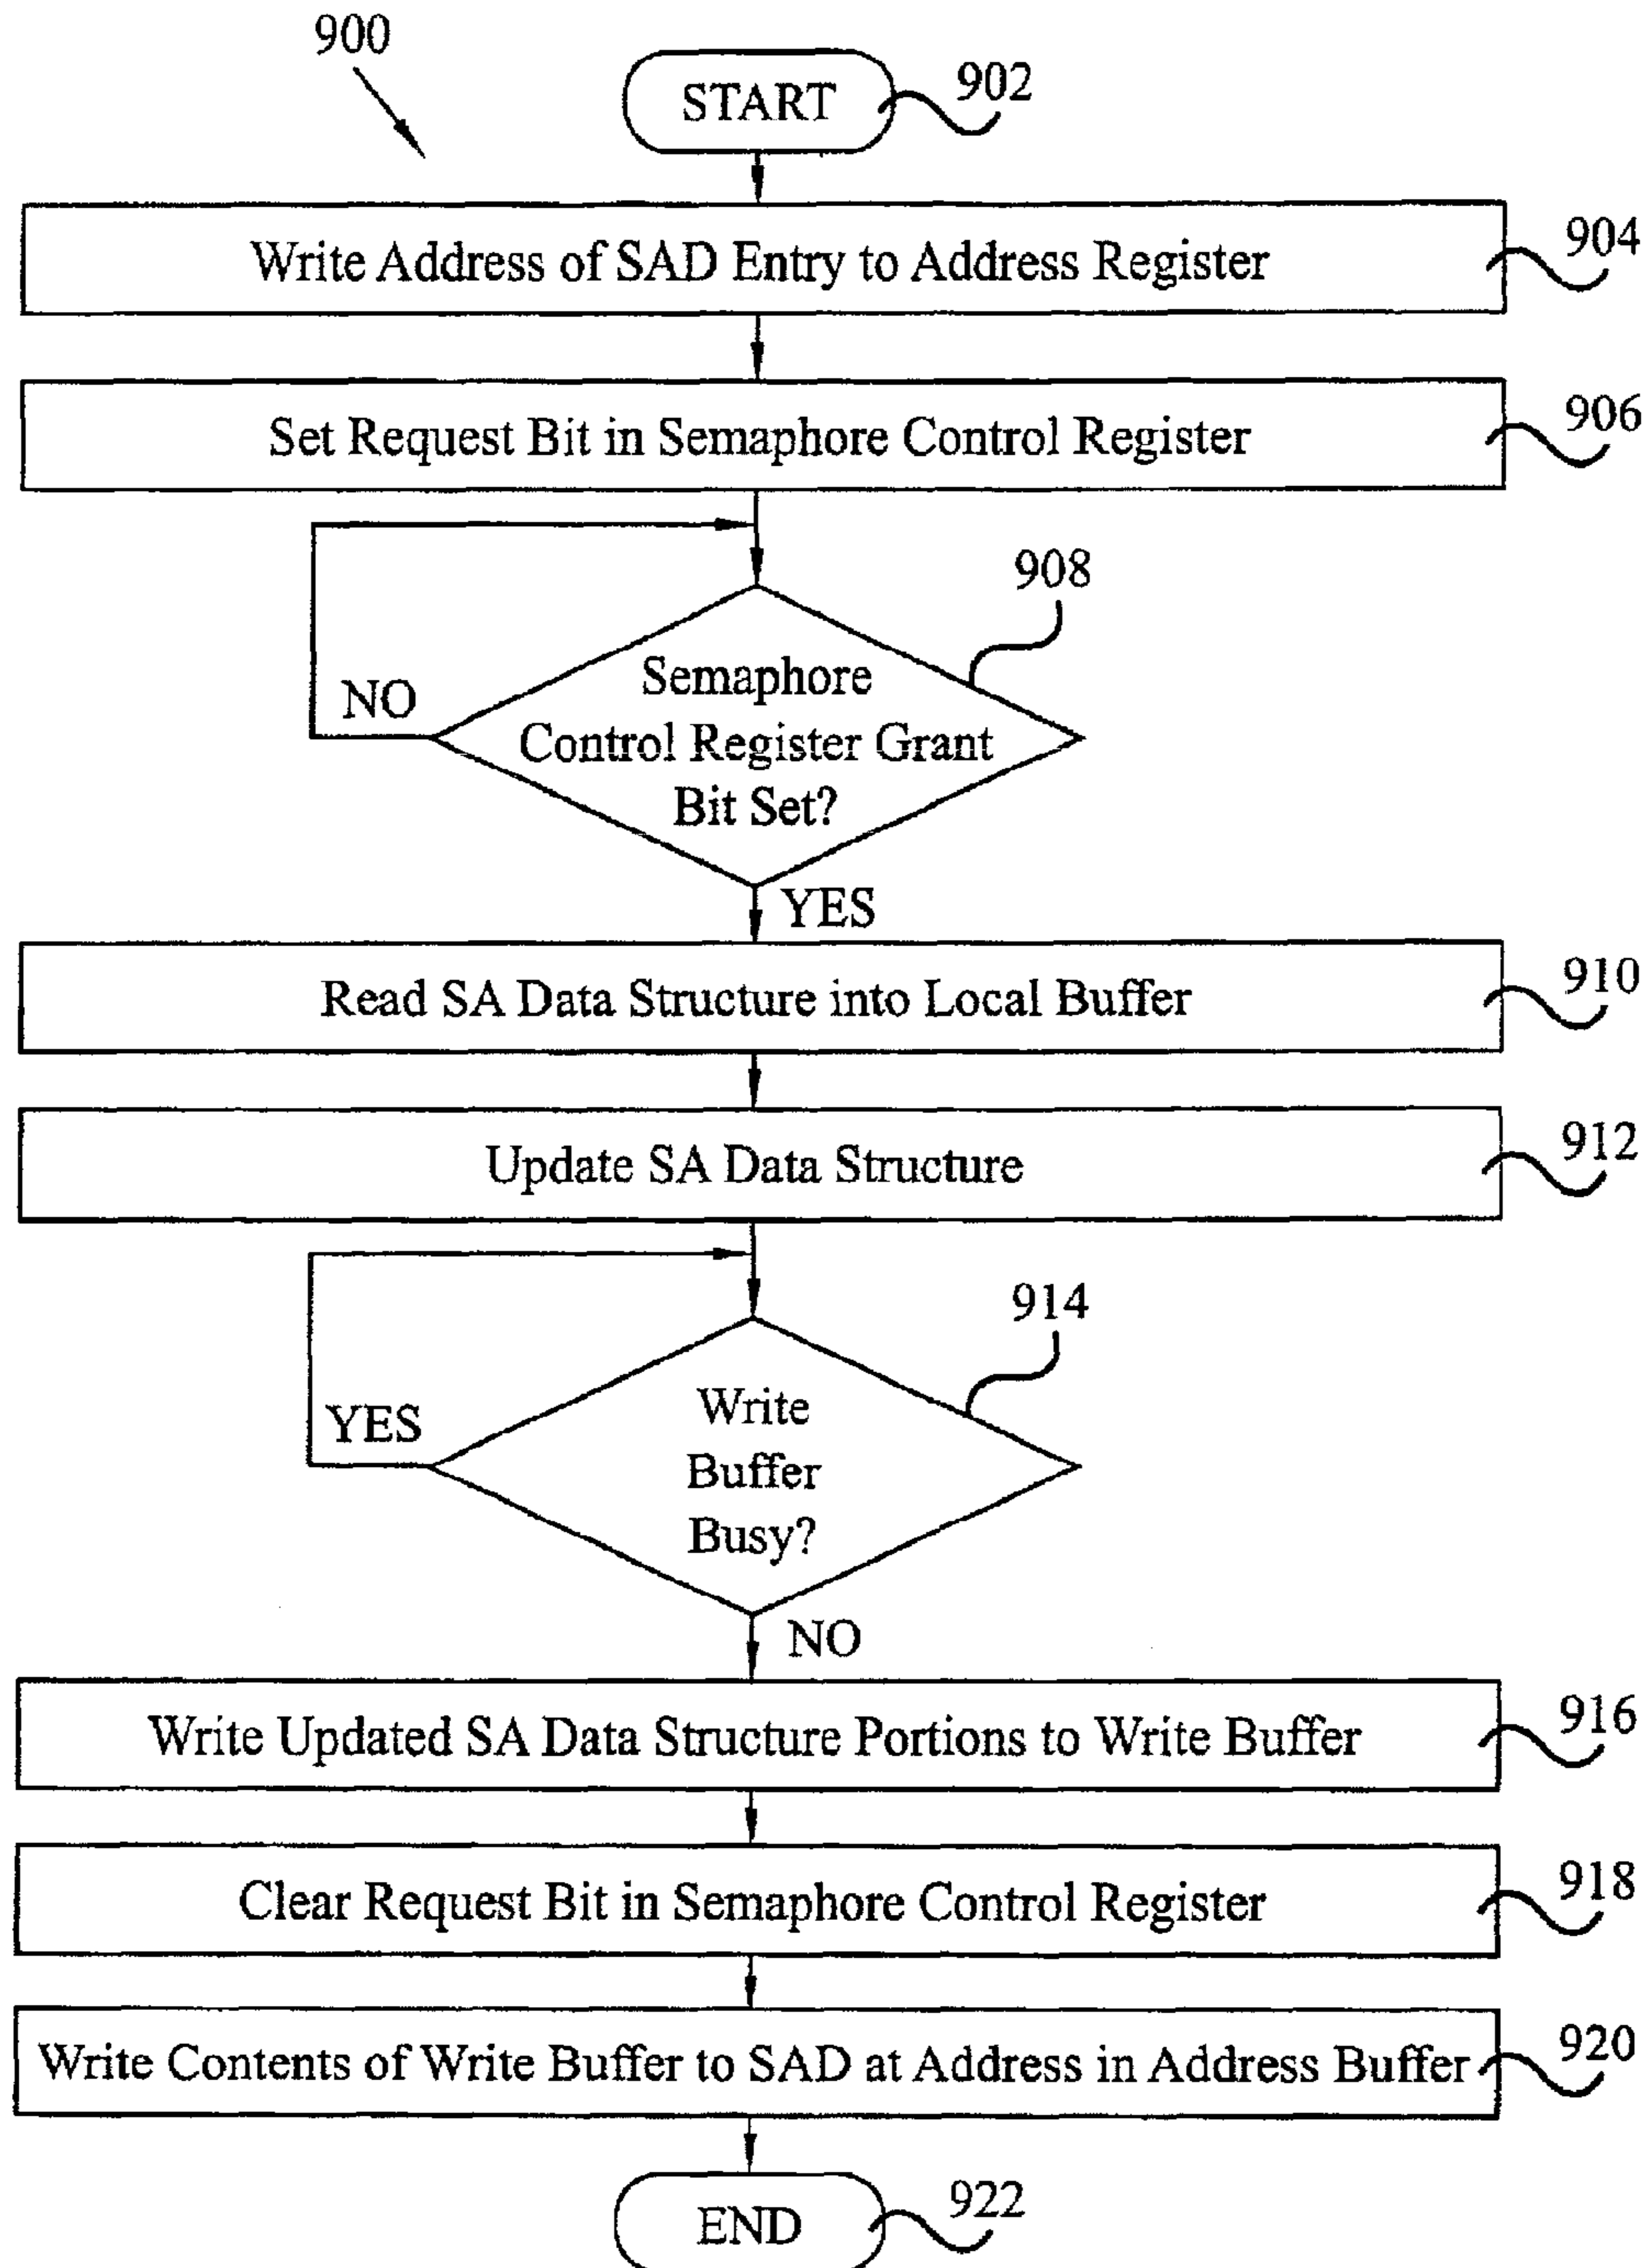 900
START
902
Write Address of SAD Entry to Address Register
904
Set Request Bit in Semaphore Control Register
906
908
Semaphore
Control Register Grant
Bit Set?
NO
YES
Read SA Data Structure into Local Buffer
910
Update SA Data Structure
912
914
Write
Buffer
Busy?
YES
NO
Write Updated SA Data Structure Portions to Write Buffer
916
Clear Request Bit in Semaphore Control Register
918
Write Contents of Write Buffer to SAD at Address in Address Buffer
920
END
922